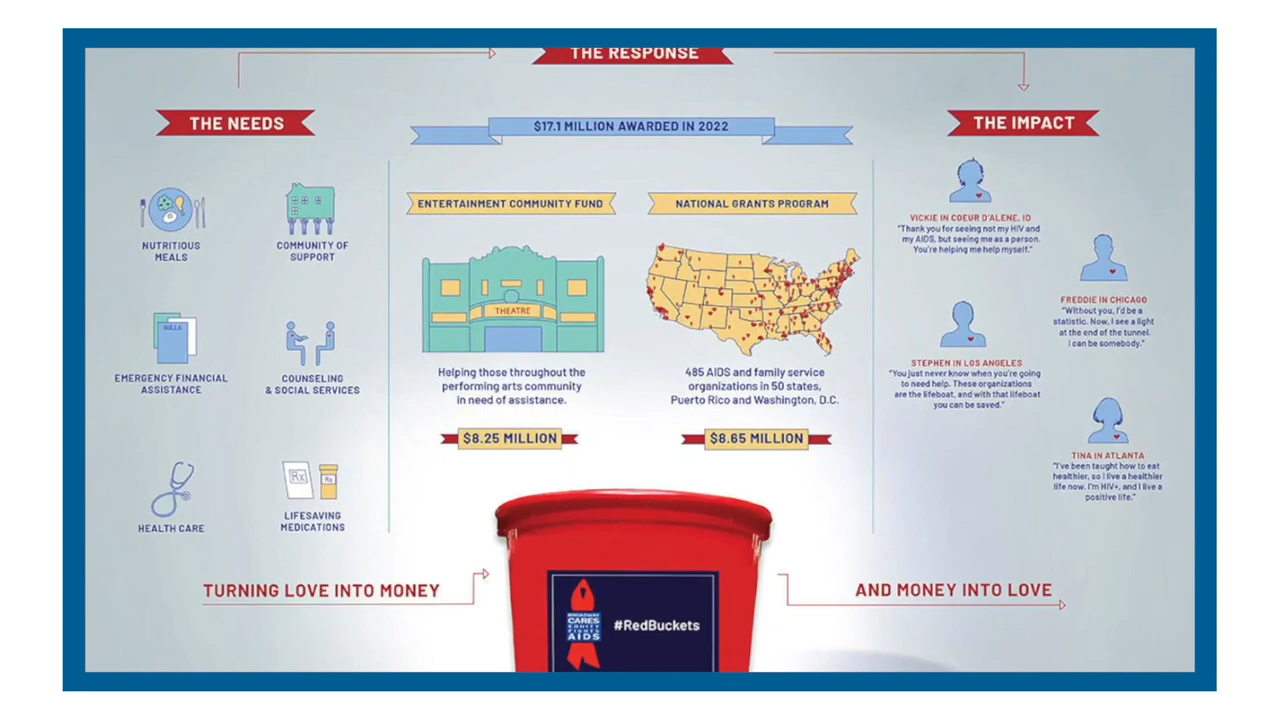 THE RESPONSE
THE NEEDS
$17.1 MILLION AWARDED IN 2022
THE IMPACT
NUTRITIOUS
MEALS
COMMUNITY OF
SUPPORT
BILLS
EMERGENCY FINANCIAL
ASSISTANCE
COUNSELING
& SOCIAL SERVICES
Rx
Rx
HEALTH CARE
LIFESAVING
MEDICATIONS
ENTERTAINMENT COMMUNITY FUND
THEATRE
Helping those throughout the
performing arts community
in need of assistance.
$8.25 MILLION
NATIONAL GRANTS PROGRAM
485 AIDS and family service
organizations in 50 states,
Puerto Rico and Washington, D.C.
$8.65 MILLION
VICKIE IN COEUR D'ALENE, ID
"Thank you for seeing not my HIV and
my AIDS, but seeing me as a person.
You're helping me help myself."
FREDDIE IN CHICAGO
"Without you, I'd be a
statistic. Now, I see a light
at the end of the tunnel.
I can be somebody."
STEPHEN IN LOS ANGELES
"You just never know when you're going
to need help. These organizations
are the lifeboat, and with that lifeboat
you can be saved."
TINA IN ATLANTA
"I've been taught how to eat
healthier, so I live a healthier
life now. I'm HIV+, and I live a
positive life."
TURNING LOVE INTO MONEY
AND MONEY INTO LOVE
BROADWAY
CARES
EQUITY
FIGHTS
AIDS
#RedBuckets